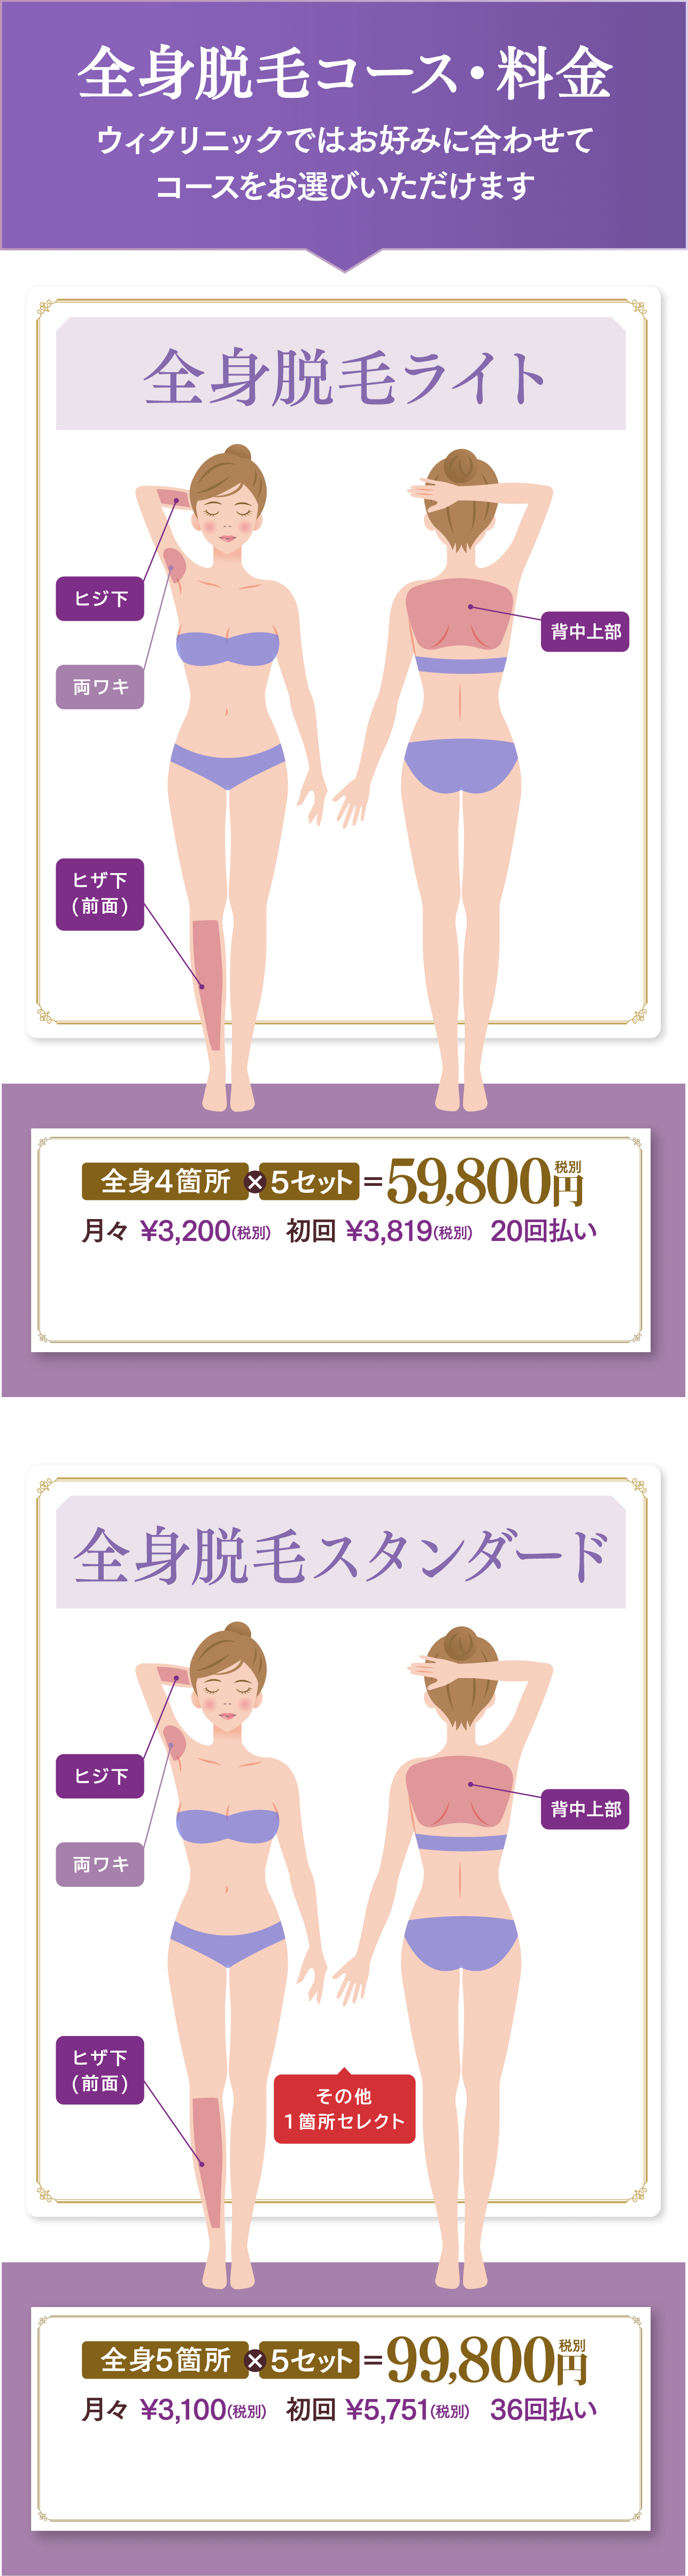 全身脱毛コース・料金
ウィクリニックではお好みに合わせて
コースをお選びいただけます
全身脱毛ライト
ヒジ下
背中上部
両ワキ
ヒザ下
(前面)
全身4箇所×5セット=59,800円税別
月々 ¥3,200(税別) 初回 ¥3,819(税別) 20回払い
全身脱毛スタンダード
ヒジ下
背中上部
両ワキ
ヒザ下
(前面)
その他
1箇所セレクト
全身5箇所×5セット=99,800円税別
月々 ¥3,100(税別) 初回 ¥5,751(税別) 36回払い